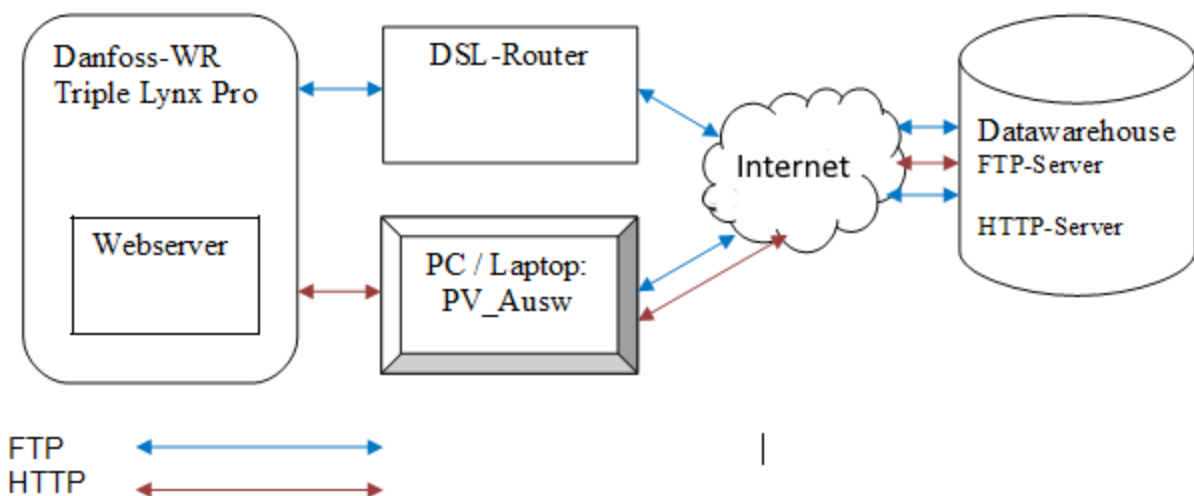 Danfoss-WR
Triple Lynx Pro
Webserver
DSL-Router
PC / Laptop:
PV_Ausw
Internet
Datawarehouse
FTP-Server
HTTP-Server
FTP
HTTP